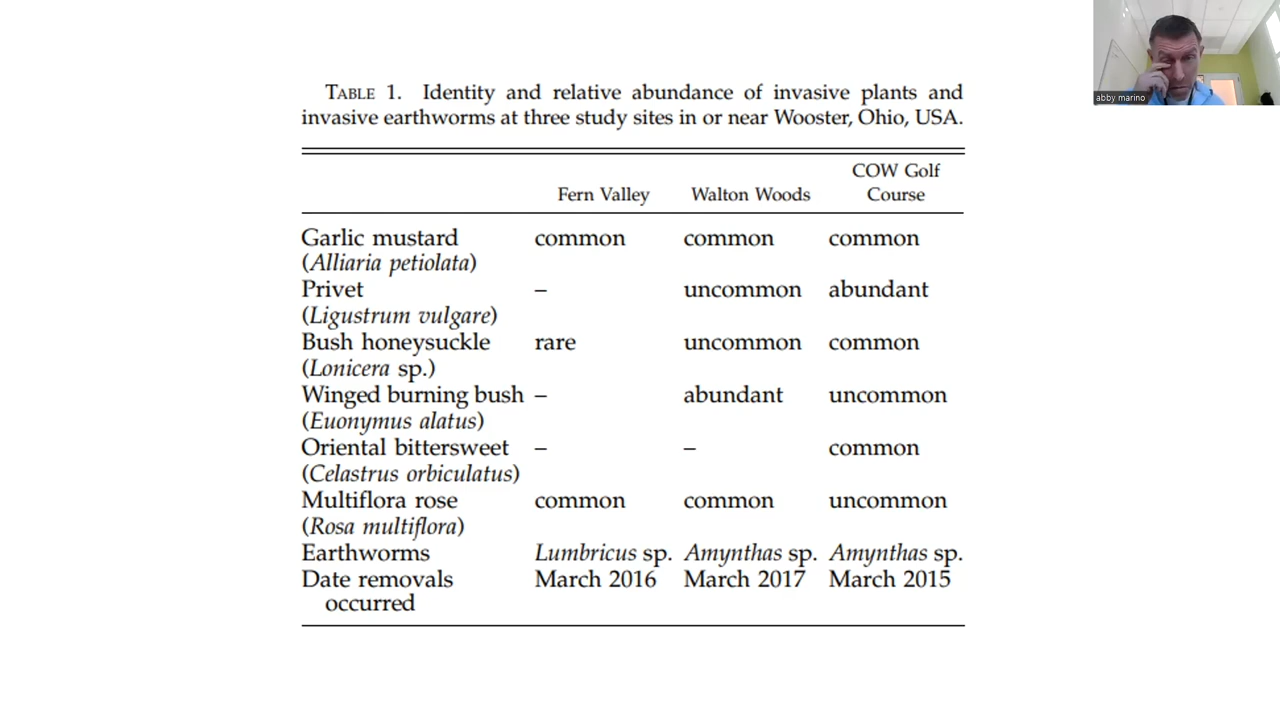 TABLE 1. Identity and relative abundance of invasive plants and
invasive earthworms at three study sites in or near Wooster, Ohio, USA.
Fern Valley Walton Woods COW Golf Course
Garlic mustard common common common
(Alliaria petiolata)
Privet – uncommon abundant
(Ligustrum vulgare)
Bush honeysuckle rare uncommon common
(Lonicera sp.)
Winged burning bush – abundant uncommon
(Euonymus alatus)
Oriental bittersweet – – common
(Celastrus orbiculatus)
Multiflora rose common common uncommon
(Rosa multiflora)
Earthworms Lumbricus sp. Amynthas sp. Amynthas sp.
Date removals March 2016 March 2017 March 2015
occurred
abby marino